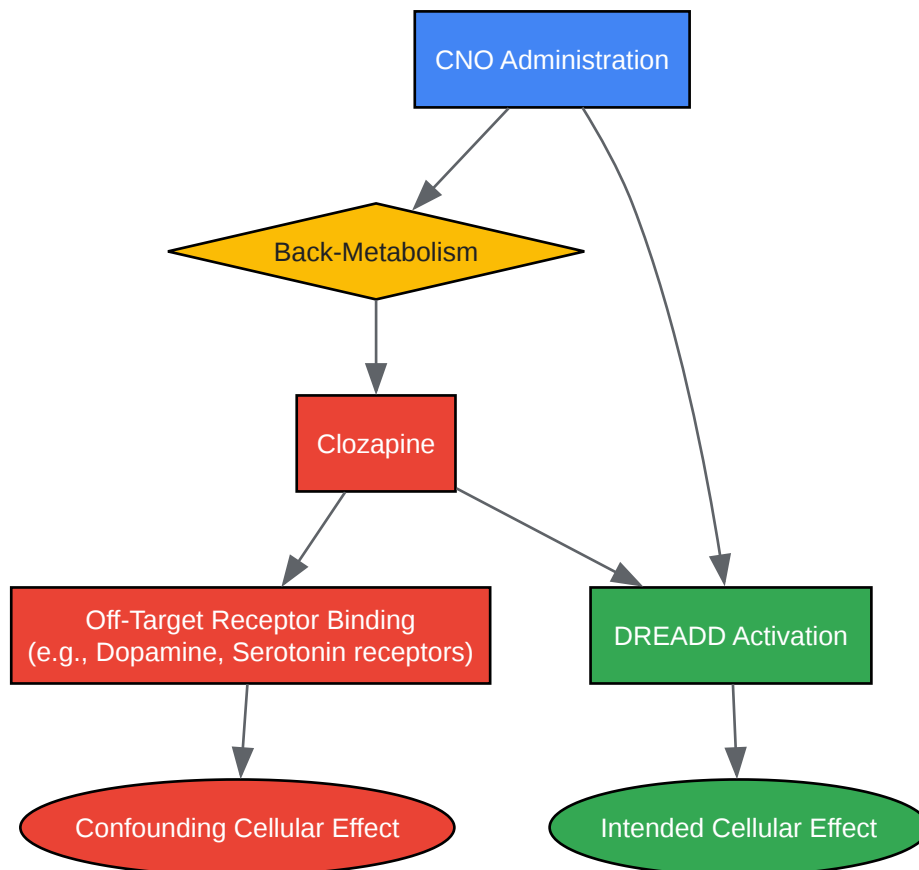 CNO Administration
Back-Metabolism
Clozapine
Off-Target Receptor Binding
(e.g., Dopamine, Serotonin receptors)
DREADD Activation
Confounding Cellular Effect
Intended Cellular Effect